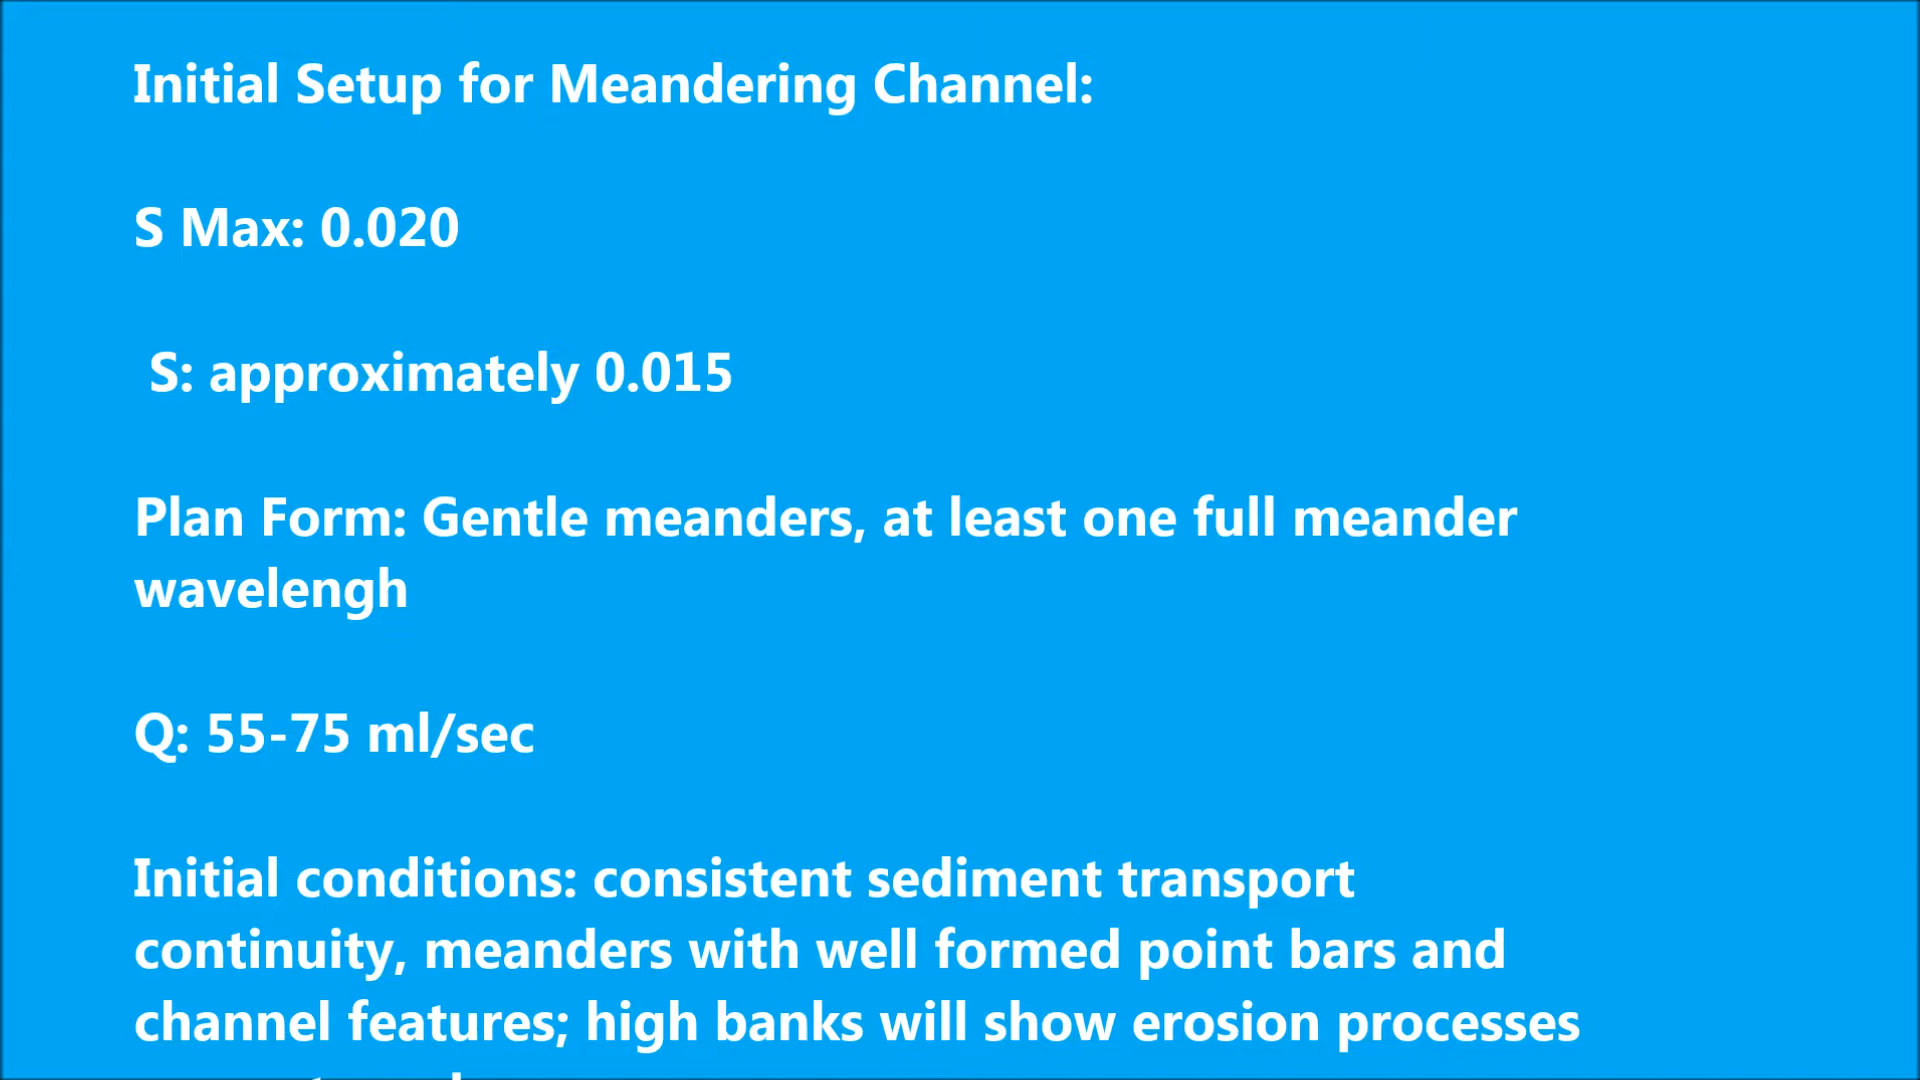 Initial Setup for Meandering Channel:
S Max: 0.020
S: approximately 0.015
Plan Form: Gentle meanders, at least one full meander
wavelengh
Q: 55-75 ml/sec
Initial conditions: consistent sediment transport
continuity, meanders with well formed point bars and
channel features; high banks will show erosion processes